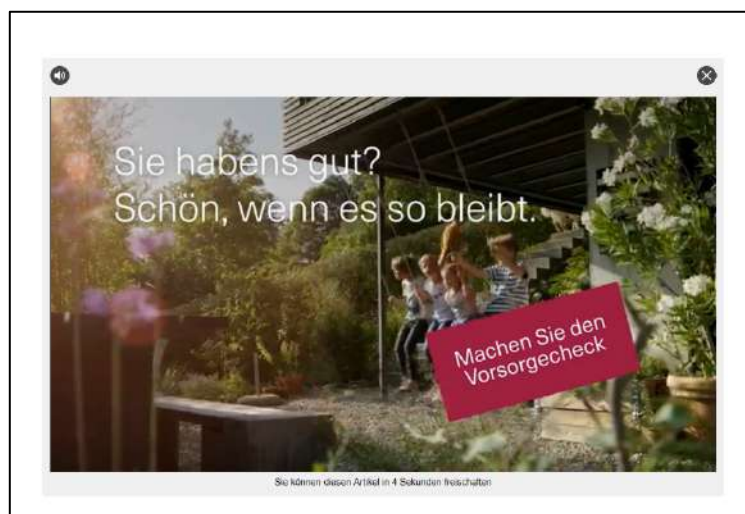 Sie habens gut?
Schön, wenn es so bleibt.
Machen Sie den
Vorsorgecheck
Sie können diesen Artikel in 4 Sekunden freischalten